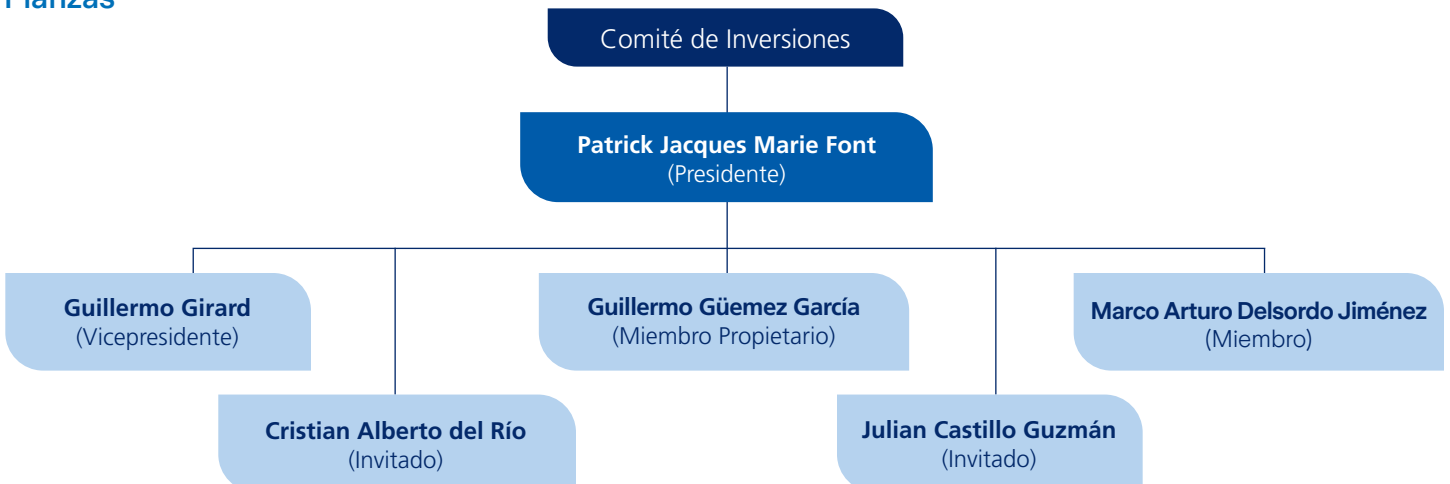 Fianzas
Comité de Inversiones
Patrick Jacques Marie Font
(Presidente)
Guillermo Girard
(Vicepresidente)
Guillermo Güemez García
(Miembro Propietario)
Marco Arturo Delsordo Jiménez
(Miembro)
Cristian Alberto del Río
(Invitado)
Julian Castillo Guzmán
(Invitado)